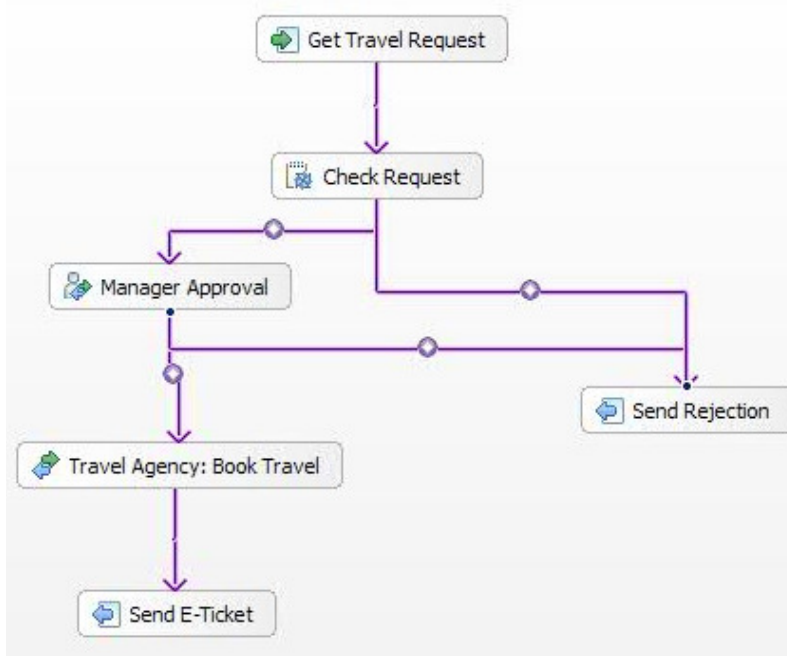 Get Travel Request
Check Request
Manager Approval
Send Rejection
Travel Agency: Book Travel
Send E-Ticket